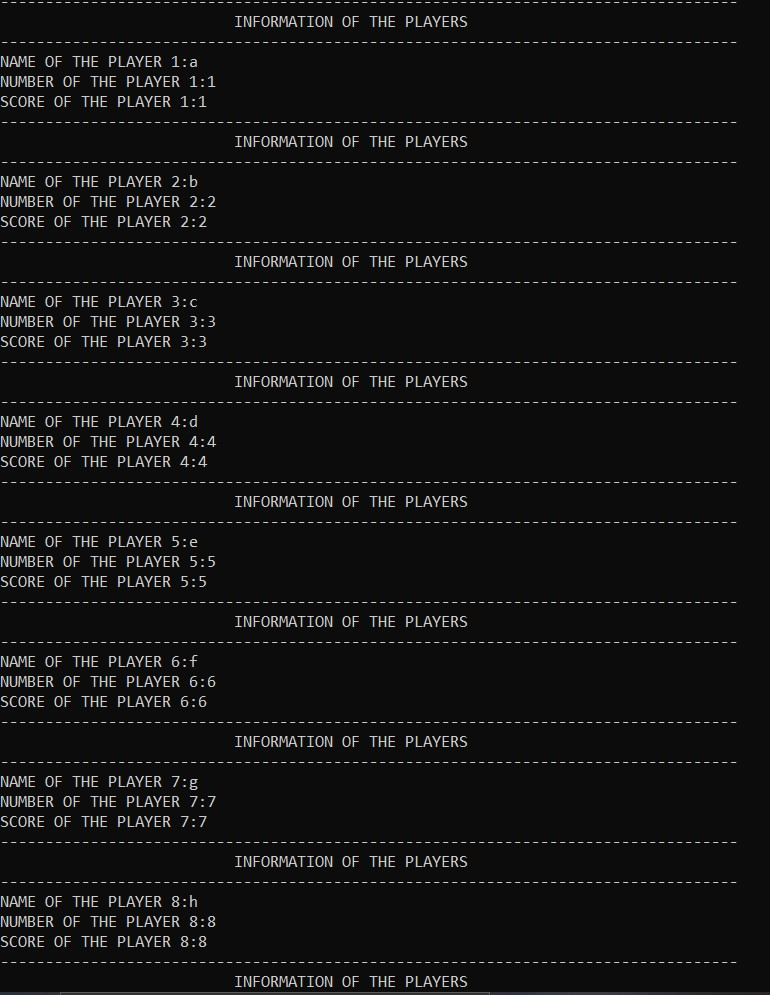 ----------------------------------------------------------------------------------
INFORMATION OF THE PLAYERS
----------------------------------------------------------------------------------
NAME OF THE PLAYER 1:a
NUMBER OF THE PLAYER 1:1
SCORE OF THE PLAYER 1:1
----------------------------------------------------------------------------------
INFORMATION OF THE PLAYERS
----------------------------------------------------------------------------------
NAME OF THE PLAYER 2:b
NUMBER OF THE PLAYER 2:2
SCORE OF THE PLAYER 2:2
----------------------------------------------------------------------------------
INFORMATION OF THE PLAYERS
----------------------------------------------------------------------------------
NAME OF THE PLAYER 3:c
NUMBER OF THE PLAYER 3:3
SCORE OF THE PLAYER 3:3
----------------------------------------------------------------------------------
INFORMATION OF THE PLAYERS
----------------------------------------------------------------------------------
NAME OF THE PLAYER 4:d
NUMBER OF THE PLAYER 4:4
SCORE OF THE PLAYER 4:4
----------------------------------------------------------------------------------
INFORMATION OF THE PLAYERS
----------------------------------------------------------------------------------
NAME OF THE PLAYER 5:e
NUMBER OF THE PLAYER 5:5
SCORE OF THE PLAYER 5:5
----------------------------------------------------------------------------------
INFORMATION OF THE PLAYERS
----------------------------------------------------------------------------------
NAME OF THE PLAYER 6:f
NUMBER OF THE PLAYER 6:6
SCORE OF THE PLAYER 6:6
----------------------------------------------------------------------------------
INFORMATION OF THE PLAYERS
----------------------------------------------------------------------------------
NAME OF THE PLAYER 7:g
NUMBER OF THE PLAYER 7:7
SCORE OF THE PLAYER 7:7
----------------------------------------------------------------------------------
INFORMATION OF THE PLAYERS
----------------------------------------------------------------------------------
NAME OF THE PLAYER 8:h
NUMBER OF THE PLAYER 8:8
SCORE OF THE PLAYER 8:8
----------------------------------------------------------------------------------
INFORMATION OF THE PLAYERS